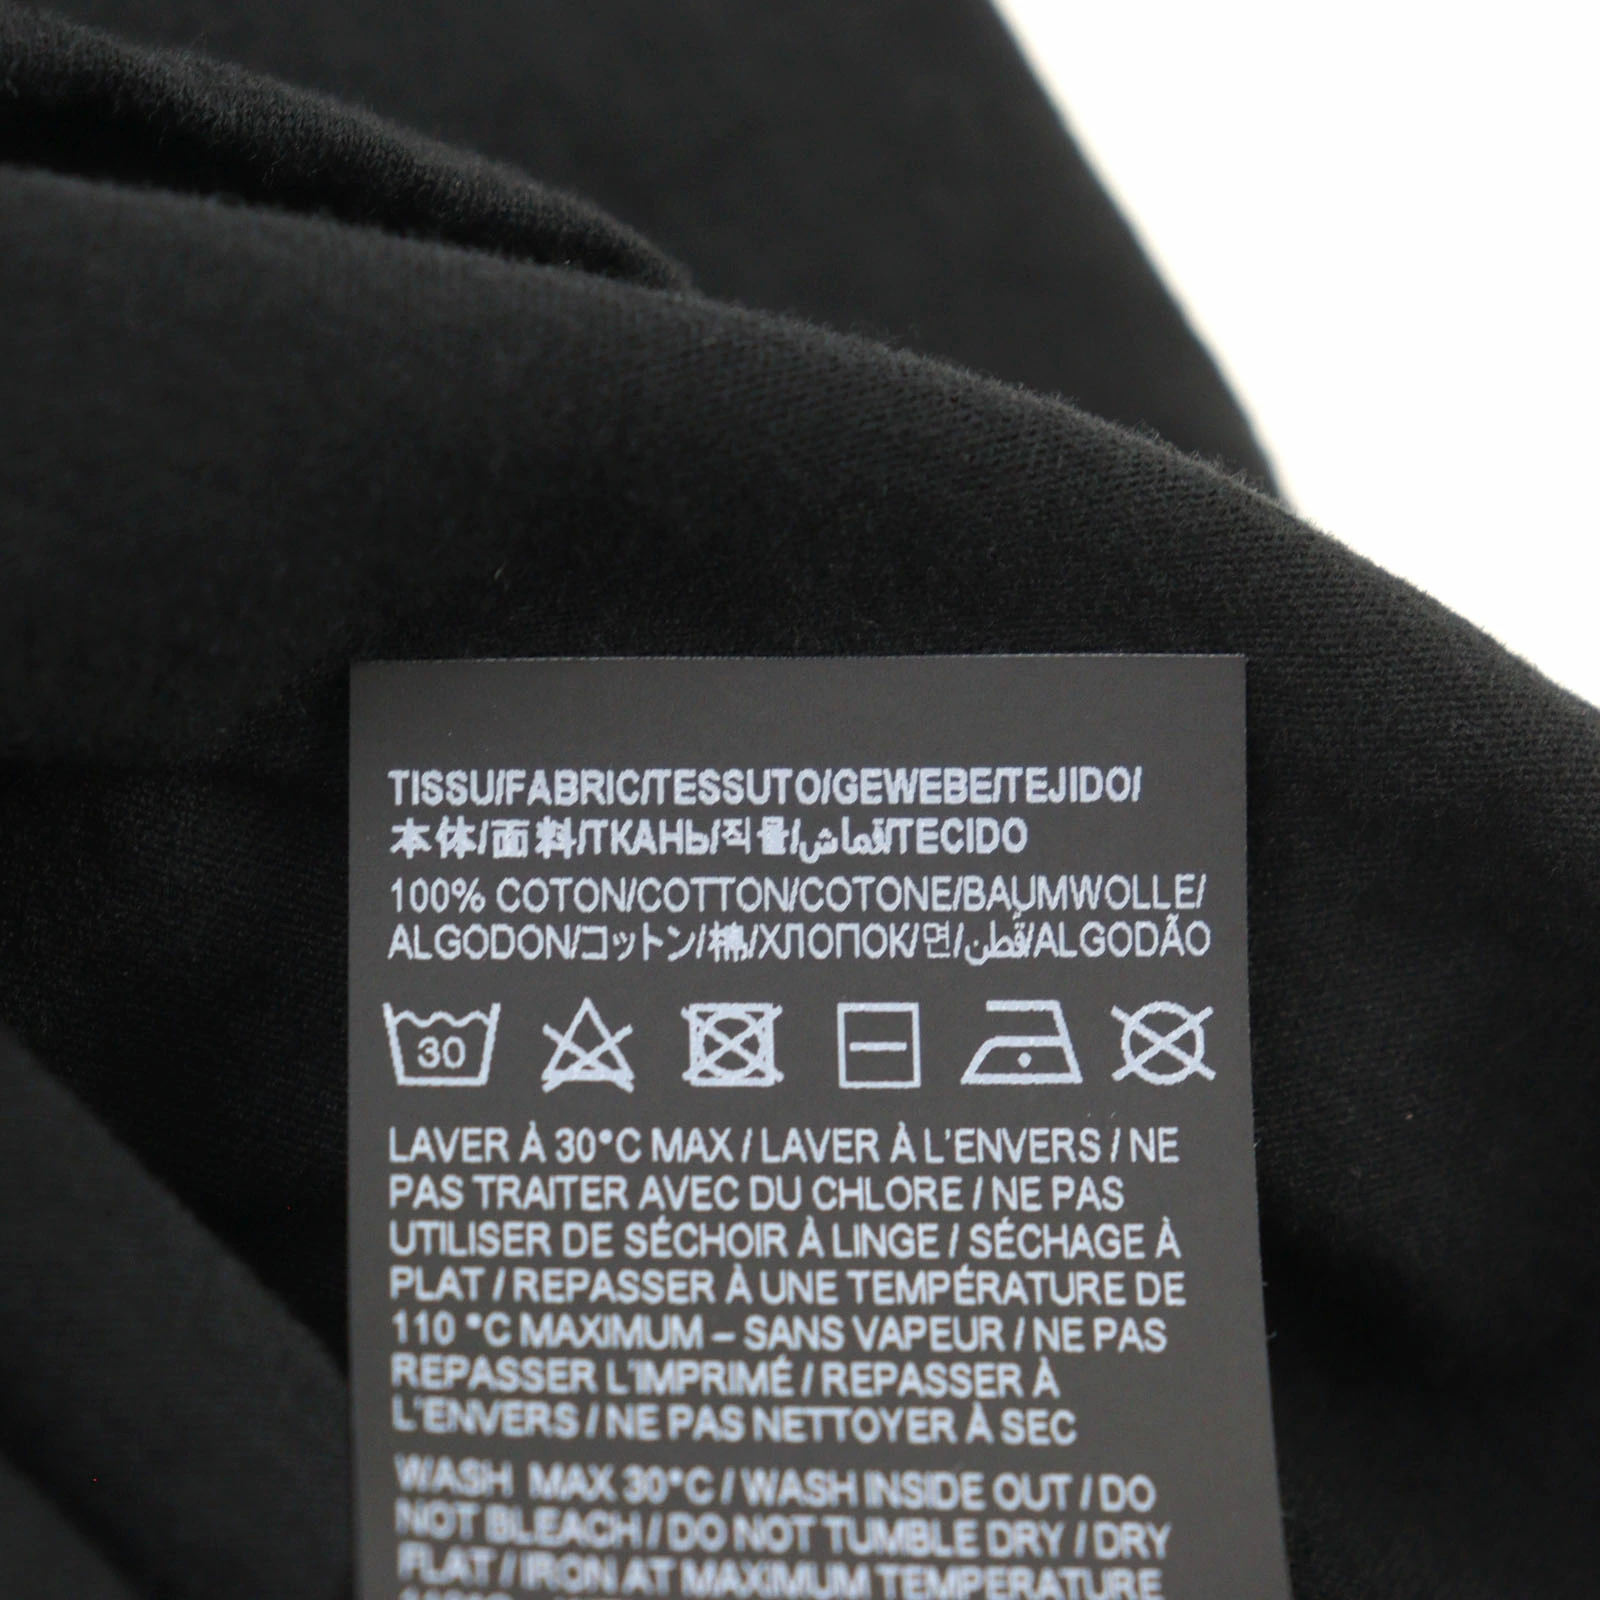 TISSU/FABRIC/TESSUTO/GEWEBE/TEJIDO/
本体/面料/ТКАНЬ/직물/قماش/TECIDO
100% COTON/COTTON/COTONE/BAUMWOLLE/
ALGODON/コットン/棉/ХЛОПОК/면/قطن/ALGODÃO
30
LAVER À 30°C MAX / LAVER À L'ENVERS / NE
PAS TRAITER AVEC DU CHLORE / NE PAS
UTILISER DE SÉCHOIR À LINGE / SÉCHAGE À
PLAT / REPASSER À UNE TEMPÉRATURE DE
110 °C MAXIMUM – SANS VAPEUR / NE PAS
REPASSER L'IMPRIMÉ / REPASSER À
L'ENVERS / NE PAS NETTOYER À SEC
WASH MAX 30°C / WASH INSIDE OUT / DO
NOT BLEACH / DO NOT TUMBLE DRY / DRY
FLAT / IRON AT MAXIMUM TEMPERATURE